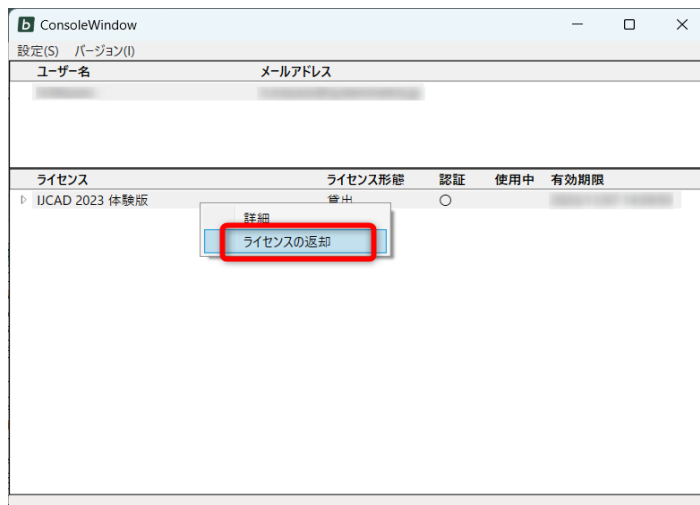 ConsoleWindow
設定(S) バージョン(I)
ユーザー名 メールアドレス
ライセンス ライセンス形態 認証 使用中 有効期限
IJCAD 2023 体験版 貸出 ○
詳細
ライセンスの返却